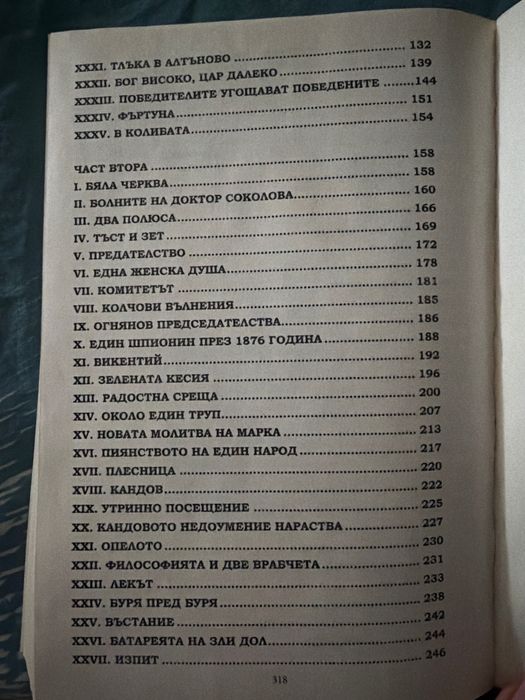 XXXI. ТЛЪКА В АЛТЪНОВО ........................................ 132
XXXII. БОГ ВИСОКО, ЦАР ДАЛЕКО ........................................ 139
XXXIII. ПОБЕДИТЕЛИТЕ УГОЩАВАТ ПОБЕДЕНИТЕ ........144
XXXIV. ФЪРТУНА ........................................ 151
XXXV. В КОЛИБАТА ........................................ 154
ЧАСТ ВТОРА ........................................ 158
I. БЯЛА ЧЕРКВА ........................................ 158
II. БОЛНИТЕ НА ДОКТОР СОКОЛОВА ........................................ 160
III. ДВА ПОЛЮСА ........................................ 166
IV. ТЪСТ И ЗЕТ ........................................ 169
V. ПРЕДАТЕЛСТВО ........................................ 172
VI. ЕДНА ЖЕНСКА ДУША ........................................ 178
VII. КОМИТЕТЪТ ........................................ 181
VIII. КОЛЧОВИ ВЪЛНЕНИЯ ........................................ 185
IX. ОГНЯНОВ ПРЕДСЕДАТЕЛСТВА ........................................ 186
X. ЕДИН ШПИОНИН ПРЕЗ 1876 ГОДИНА ........................................ 188
XI. ВИКЕНТИЙ ........................................ 192
XII. ЗЕЛЕНАТА КЕСИЯ ........................................ 196
XIII. РАДОСТНА СРЕЩА ........................................ 200
XIV. ОКОЛО ЕДИН ТРУП ........................................ 207
XV. НОВАТА МОЛИТВА НА МАРКА ........................................ 213
XVI. ПИЯНСТВОТО НА ЕДИН НАРОД ........................................ 217
XVII. ПЛЕСНИЦА ........................................ 220
XVIII. КАНДОВ ........................................ 222
XIX. УТРИННО ПОСЕЩЕНИЕ ........................................ 225
XX. КАНДОВОТО НЕДОУМЕНИЕ НАРАСТВА ........................................ 227
XXI. ОПЕЛОТО ........................................ 230
XXII. ФИЛОСОФИЯТА И ДВЕ ВРАБЧЕТА ........................................ 231
XXIII. ЛЕКЪТ ........................................ 233
XXIV. БУРЯ ПРЕД БУРЯ ........................................ 238
XXV. ВЪСТАНИЕ ........................................ 242
XXVI. БАТАРЕЯТА НА ЗЛИ ДОЛ ........................................ 244
XXVII. ИЗПИТ ........................................ 246
318